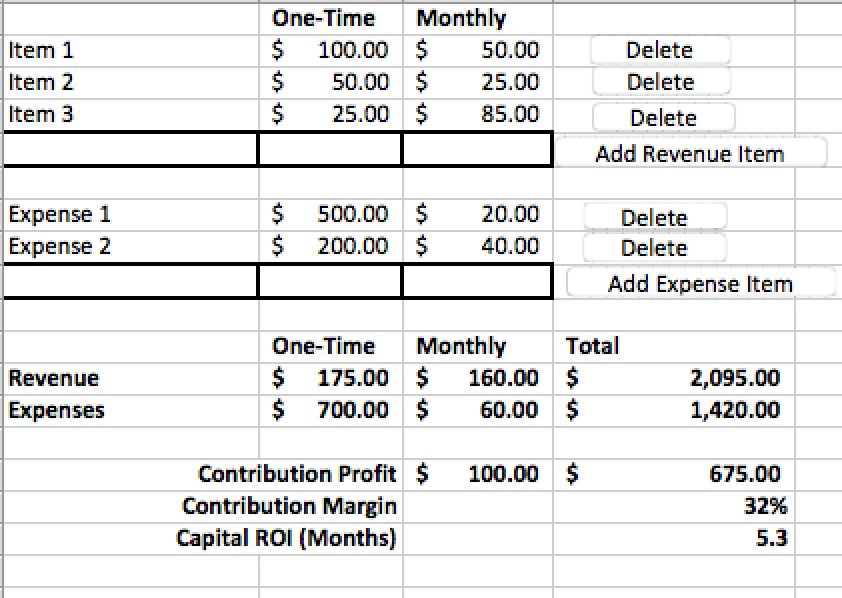 One-Time Monthly
Item 1 $ 100.00 $ 50.00 Delete
Item 2 $ 50.00 $ 25.00 Delete
Item 3 $ 25.00 $ 85.00 Delete
Add Revenue Item
Expense 1 $ 500.00 $ 20.00 Delete
Expense 2 $ 200.00 $ 40.00 Delete
Add Expense Item
One-Time Monthly Total
Revenue $ 175.00 $ 160.00 $ 2,095.00
Expenses $ 700.00 $ 60.00 $ 1,420.00
Contribution Profit $ 100.00 $ 675.00
Contribution Margin 32%
Capital ROI (Months) 5.3